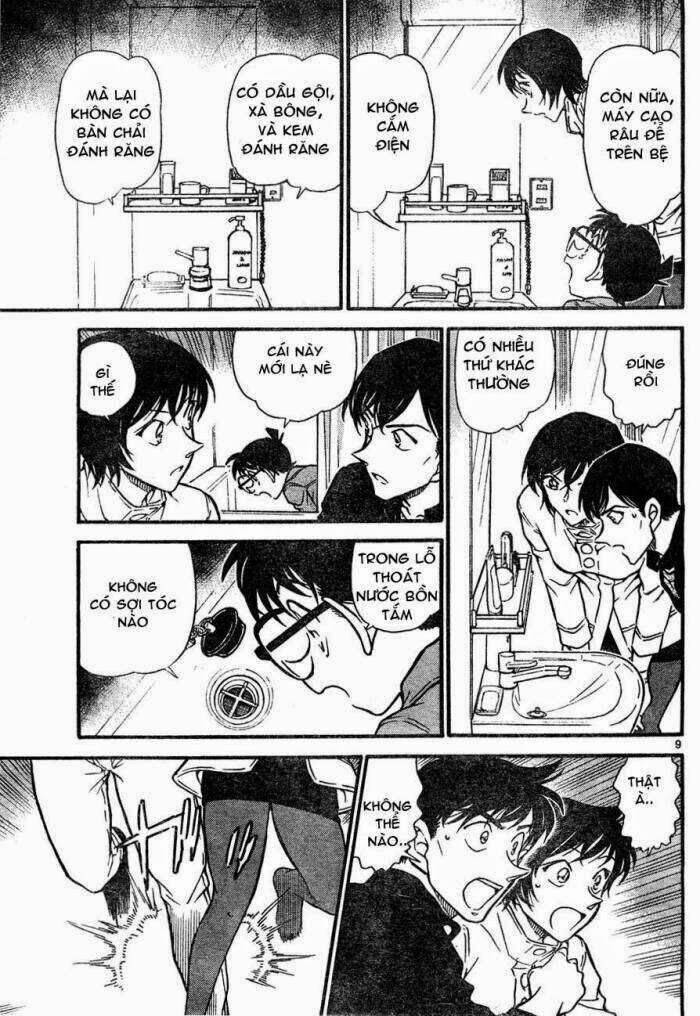 CÒN NỮA,
MÁY CẠO
RÂU ĐỂ
TRÊN BỆ
KHÔNG
CẮM
ĐIỆN
CÓ DẦU GỘI,
XÀ BÔNG,
VÀ KEM
ĐÁNH RĂNG
MÀ LẠI
KHÔNG CÓ
BÀN CHẢI
ĐÁNH RĂNG
ĐÚNG
RỒI
CÓ NHIỀU
THỨ KHÁC
THƯỜNG
CÁI NÀY
MỚI LẠ NÈ
GÌ
THẾ
TRONG LỖ
THOÁT
NƯỚC BỒN
TẮM
KHÔNG
CÓ SỢI TÓC
NÀO
9
THẬT
À..
KHÔNG
THỂ
NÀO..